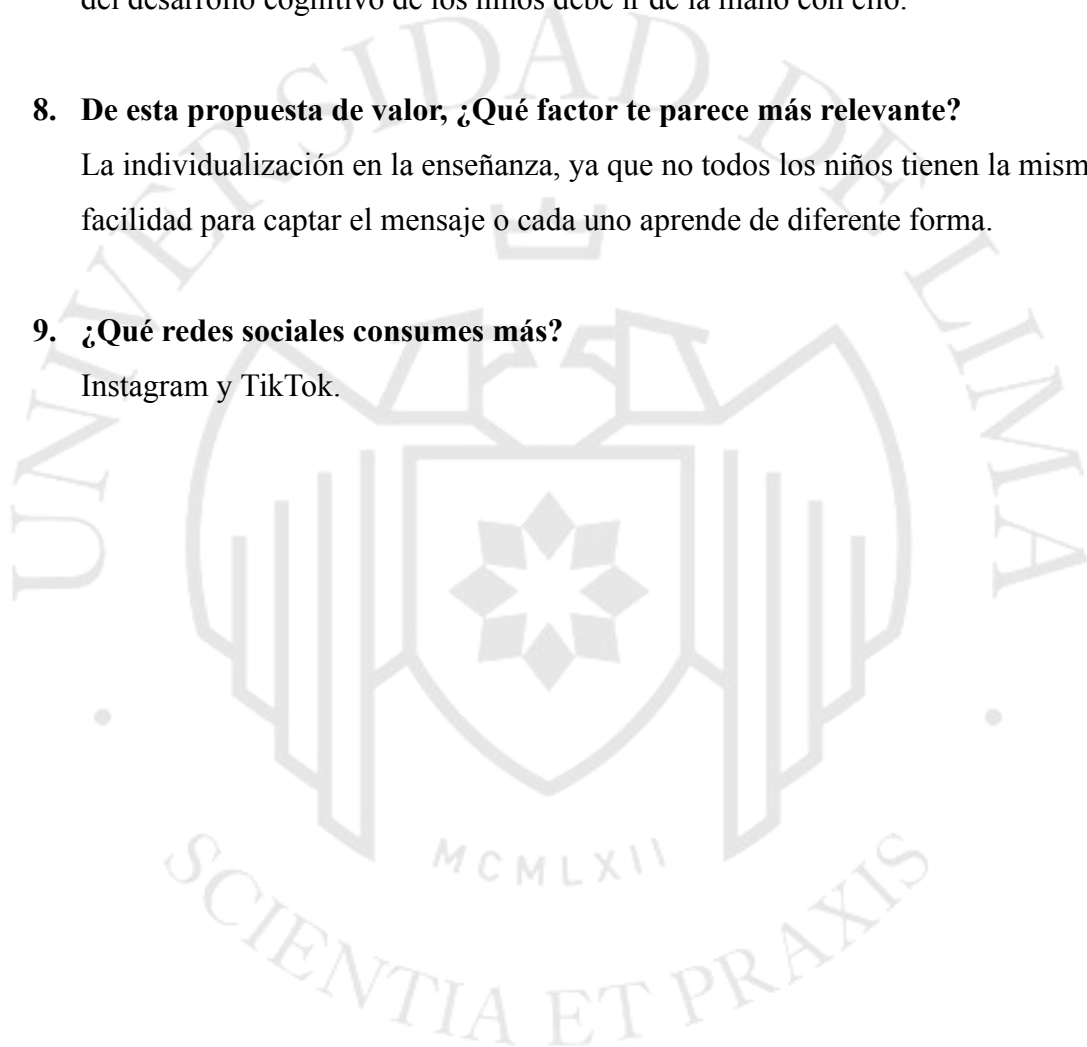 del desarrollo cognitivo de los niños debe ir de la mano con ello.
8. De esta propuesta de valor, ¿Qué factor te parece más relevante?
La individualización en la enseñanza, ya que no todos los niños tienen la mism
facilidad para captar el mensaje o cada uno aprende de diferente forma.
9. ¿Qué redes sociales consumes más?
Instagram y TikTok.
UNIVERSIDAD DE LIMA
MCMLXII
SCIENTIA ET PRAXIS